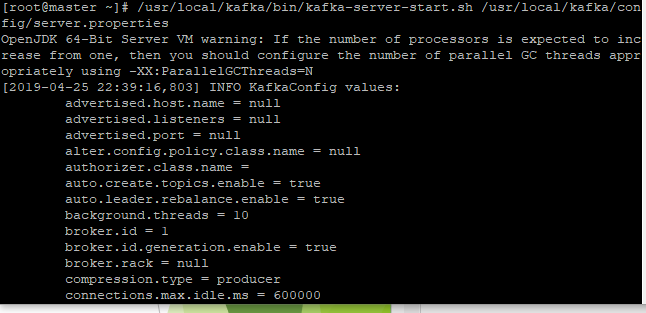 [root@master ~]# /usr/local/kafka/bin/kafka-server-start.sh /usr/local/kafka/con
fig/server.properties
OpenJDK 64-Bit Server VM warning: If the number of processors is expected to inc
rease from one, then you should configure the number of parallel GC threads appr
opriately using -XX:ParallelGCThreads=N
[2019-04-25 22:39:16,803] INFO KafkaConfig values:
advertised.host.name = null
advertised.listeners = null
advertised.port = null
alter.config.policy.class.name = null
authorizer.class.name =
auto.create.topics.enable = true
auto.leader.rebalance.enable = true
background.threads = 10
broker.id = 1
broker.id.generation.enable = true
broker.rack = null
compression.type = producer
connections.max.idle.ms = 600000